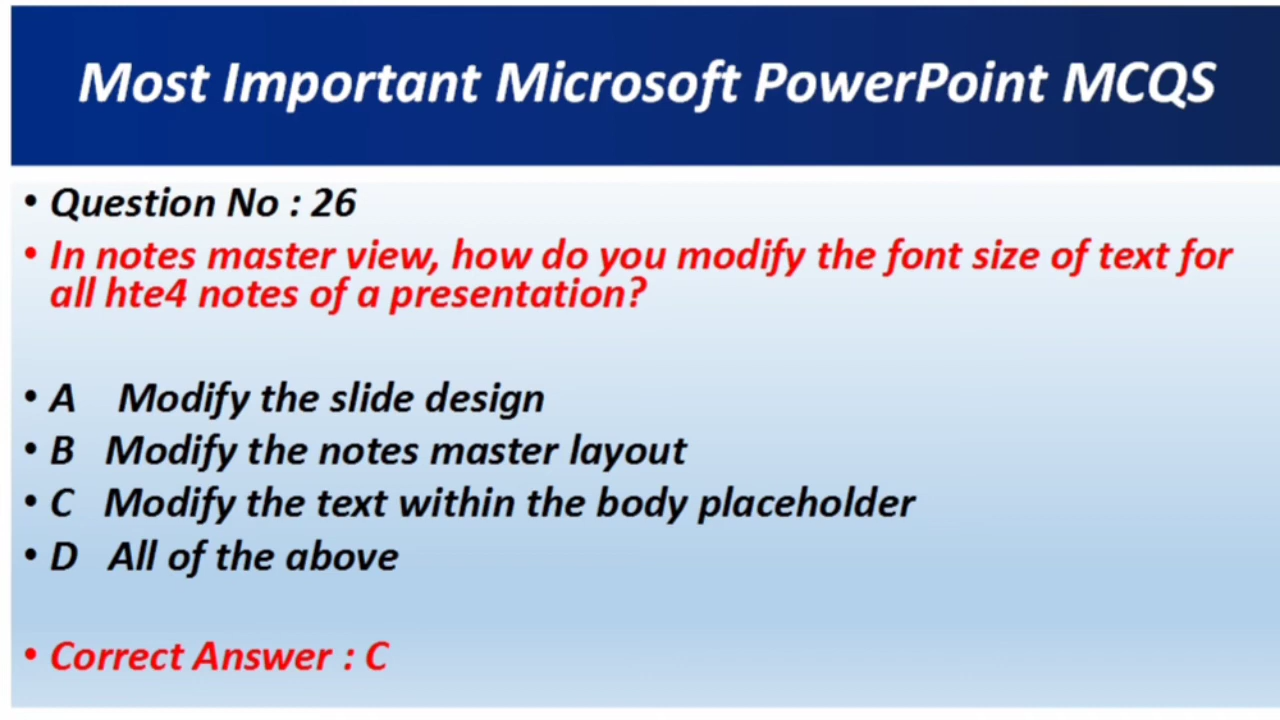 Most Important Microsoft PowerPoint MCQS
• Question No : 26
• In notes master view, how do you modify the font size of text for
all hte4 notes of a presentation?
• A Modify the slide design
• B Modify the notes master layout
• C Modify the text within the body placeholder
• D All of the above
• Correct Answer : C